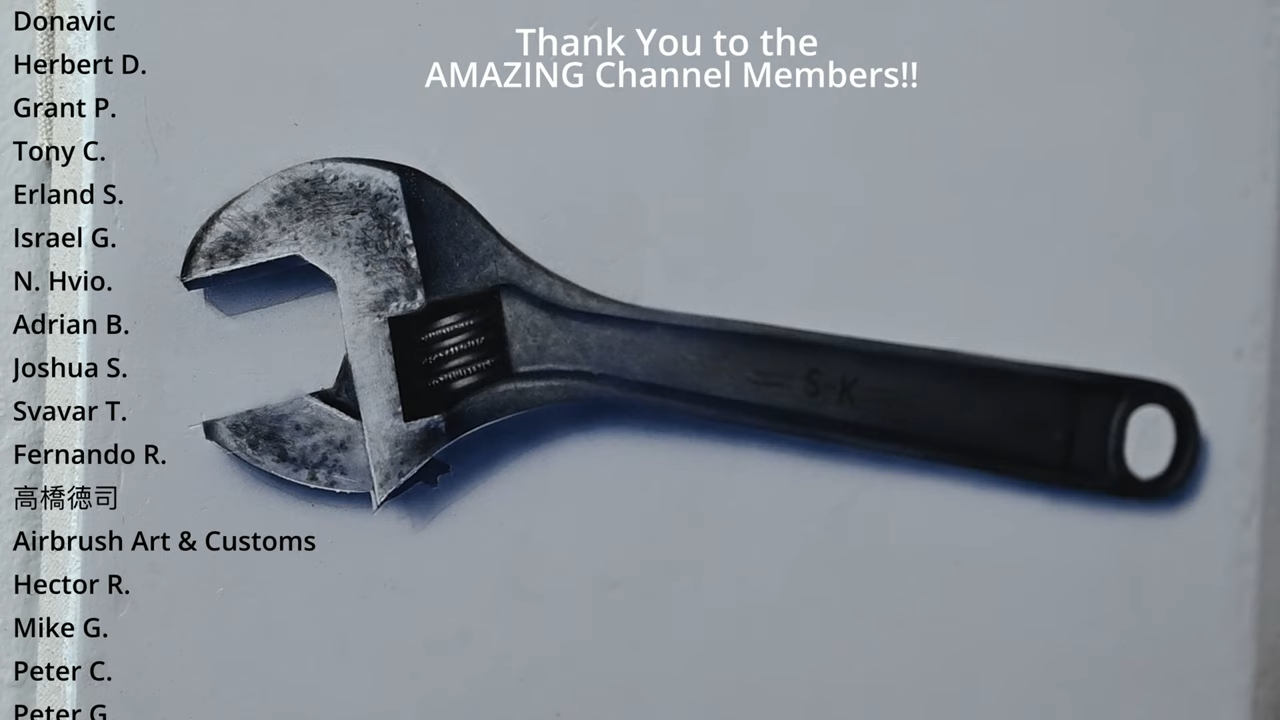 Thank You to the
AMAZING Channel Members!!
Donavic
Herbert D.
Grant P.
Tony C.
Erland S.
Israel G.
N. Hvio.
Adrian B.
Joshua S.
Svavar T.
Fernando R.
高橋徳司
Airbrush Art & Customs
Hector R.
Mike G.
Peter C.
Peter G.
S-K